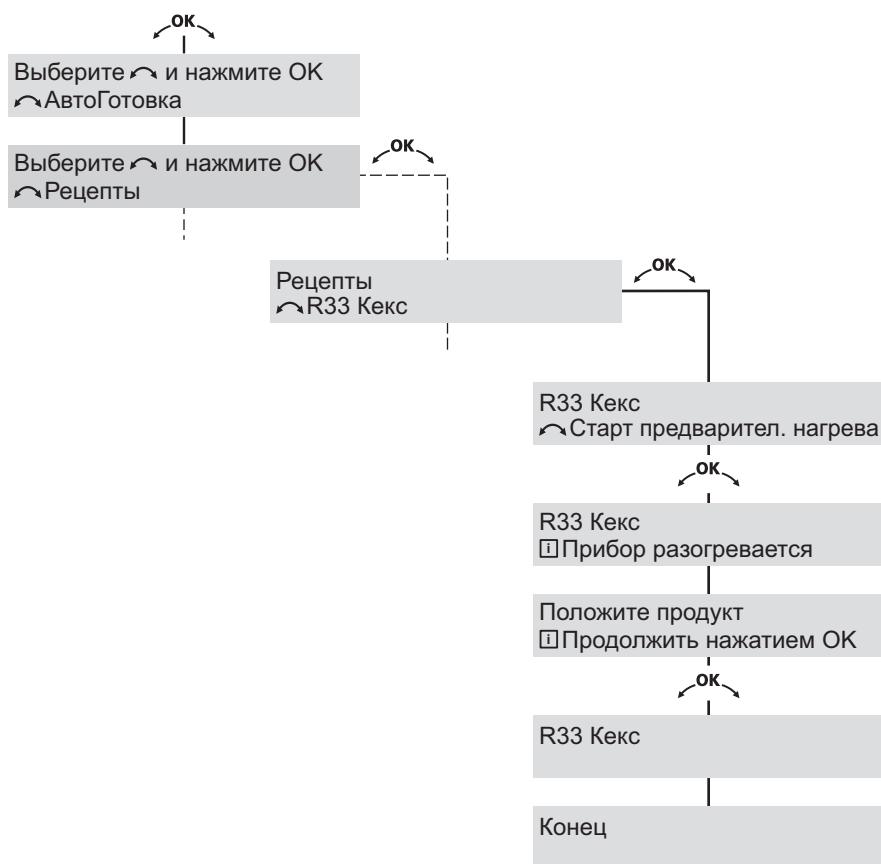 OK
Выберите и нажмите OK
АвтоГотовка
Выберите и нажмите OK
Рецепты
OK
Рецепты
R33 Кекс
OK
R33 Кекс
Старт предварител. нагрева
OK
R33 Кекс
i Прибор разогревается
Положите продукт
i Продолжить нажатием OK
OK
R33 Кекс
Конец